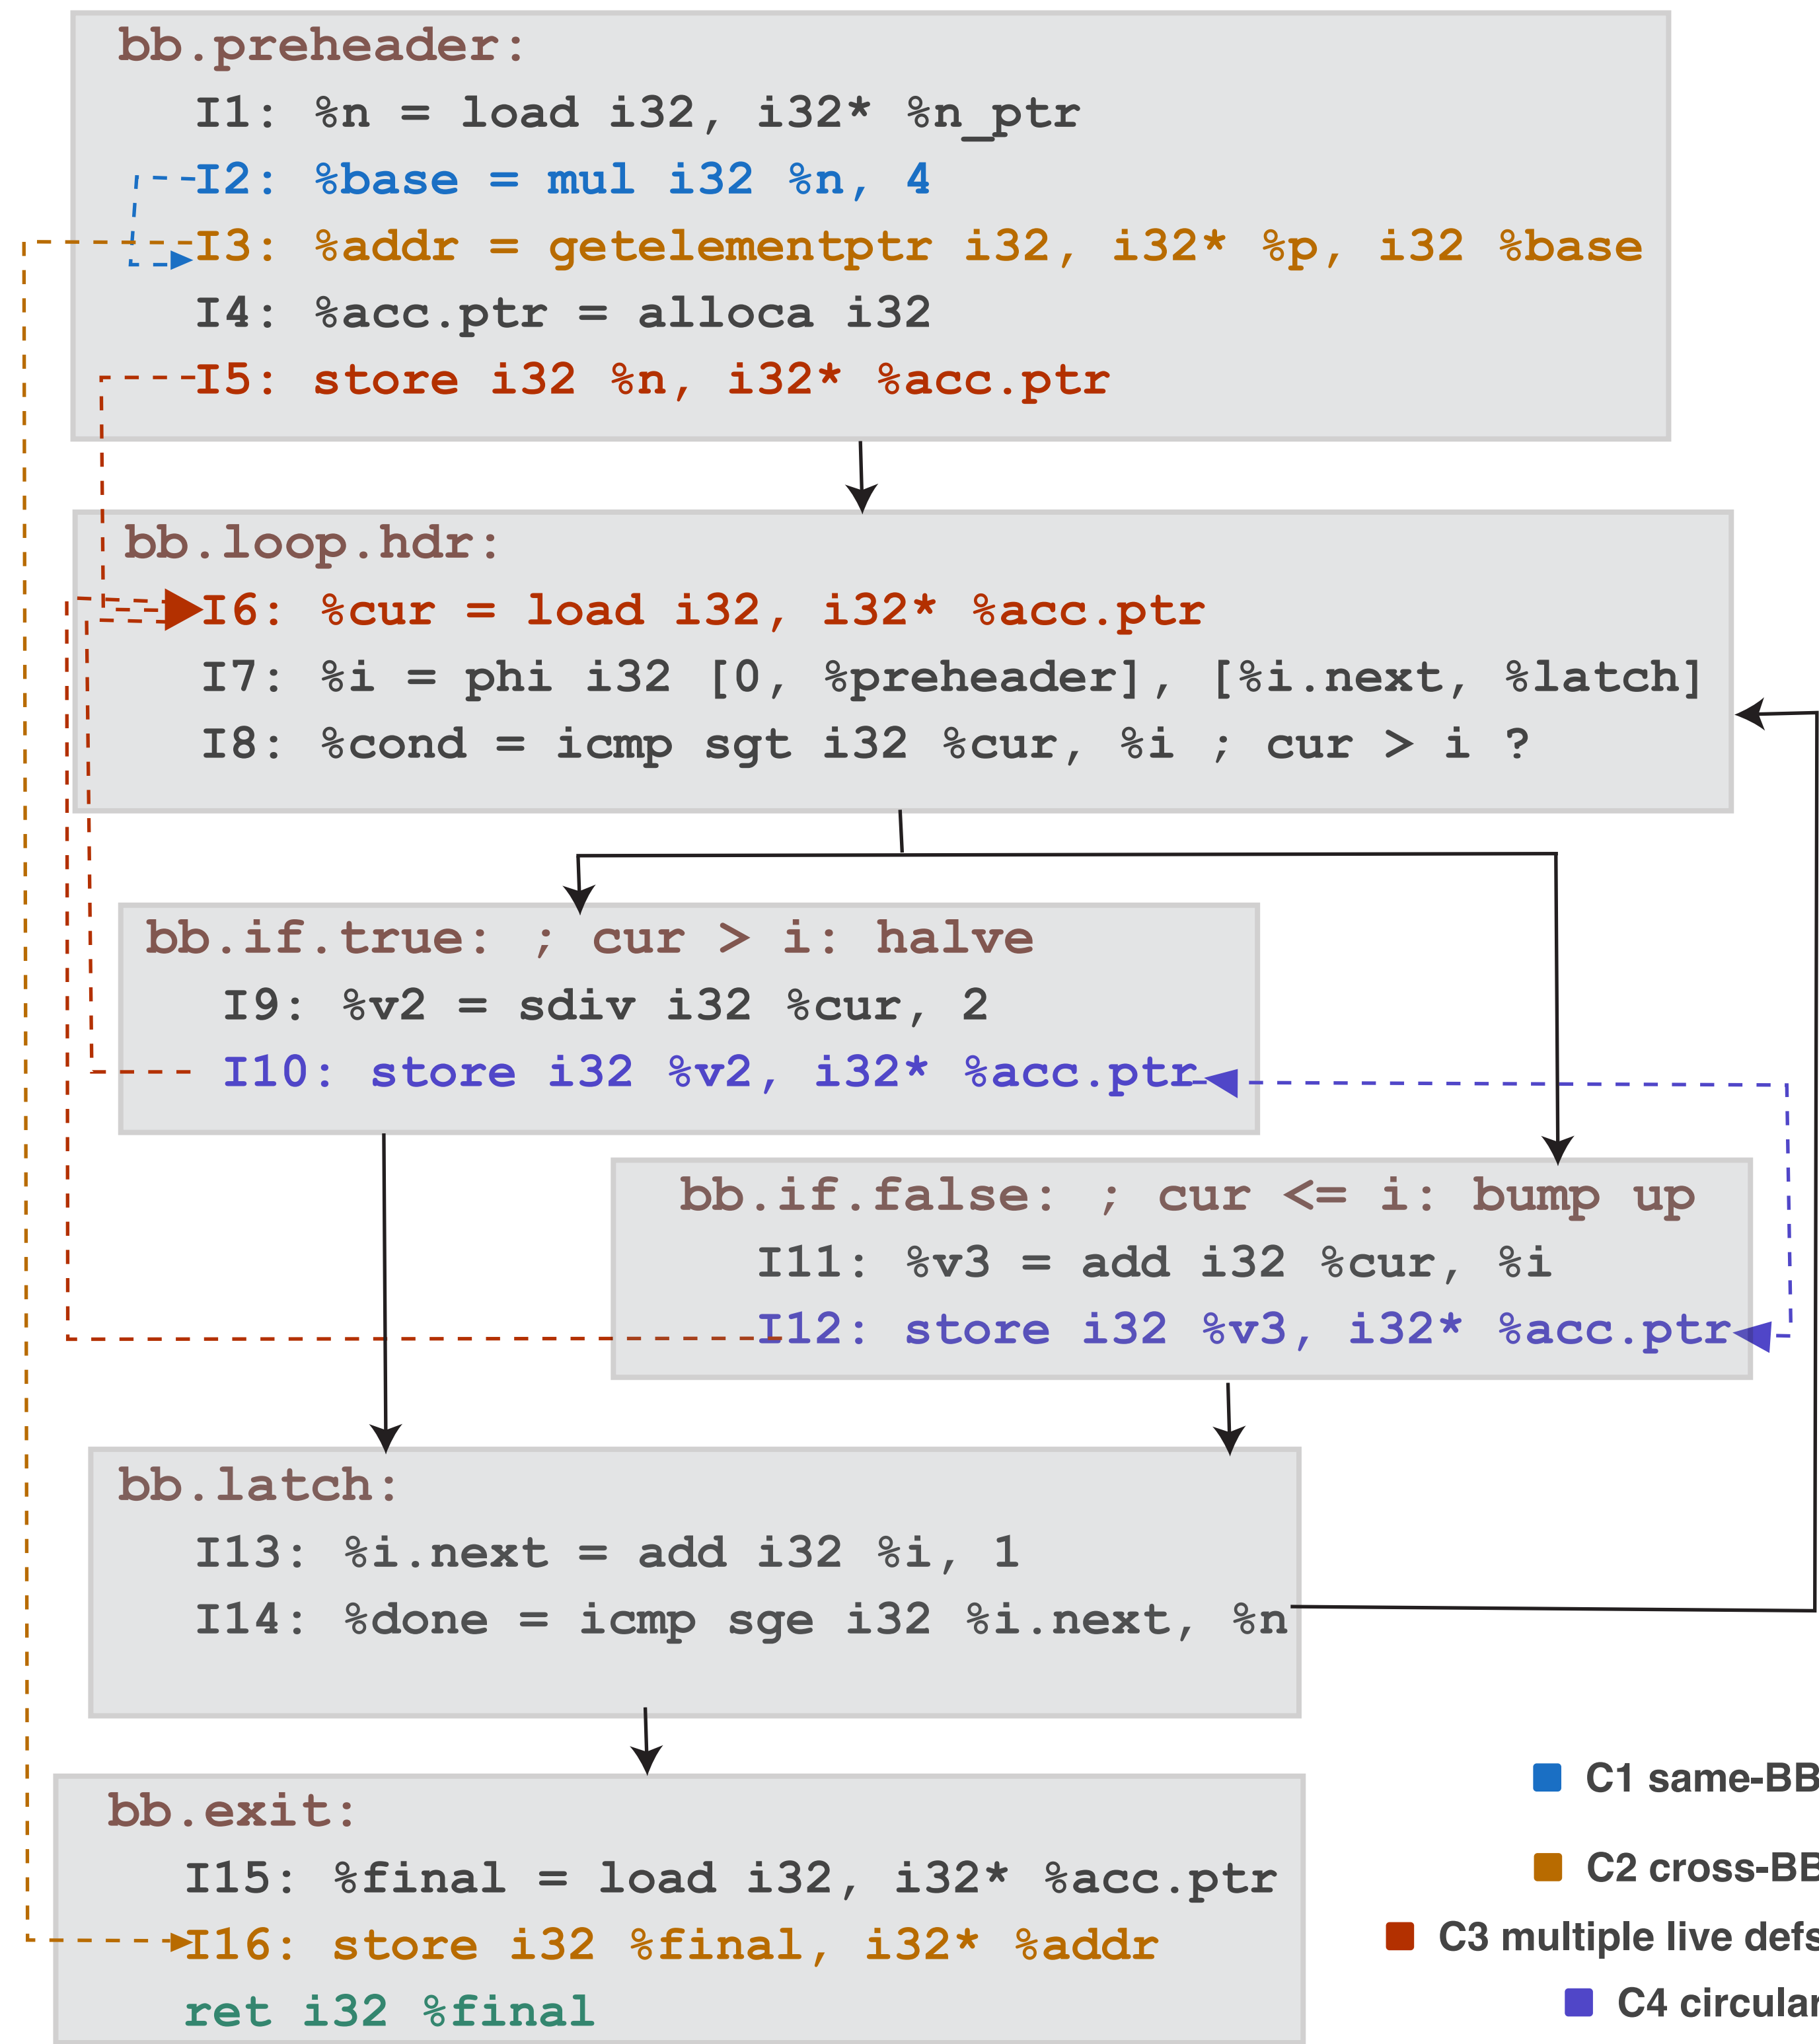 bb.preheader:
I1: %n = load i32, i32* %n_ptr
I2: %base = mul i32 %n, 4
I3: %addr = getelementptr i32, i32* %p, i32 %base
I4: %acc.ptr = alloca i32
I5: store i32 %n, i32* %acc.ptr
bb.loop.hdr:
I6: %cur = load i32, i32* %acc.ptr
I7: %i = phi i32 [0, %preheader], [%i.next, %latch]
I8: %cond = icmp sgt i32 %cur, %i ; cur > i ?
bb.if.true: ; cur > i: halve
I9: %v2 = sdiv i32 %cur, 2
I10: store i32 %v2, i32* %acc.ptr
bb.if.false: ; cur <= i: bump up
I11: %v3 = add i32 %cur, %i
I12: store i32 %v3, i32* %acc.ptr
bb.latch:
I13: %i.next = add i32 %i, 1
I14: %done = icmp sge i32 %i.next, %n
bb.exit:
I15: %final = load i32, i32* %acc.ptr
I16: store i32 %final, i32* %addr
ret i32 %final
C1 same-BB
C2 cross-BB
C3 multiple live defs
C4 circular